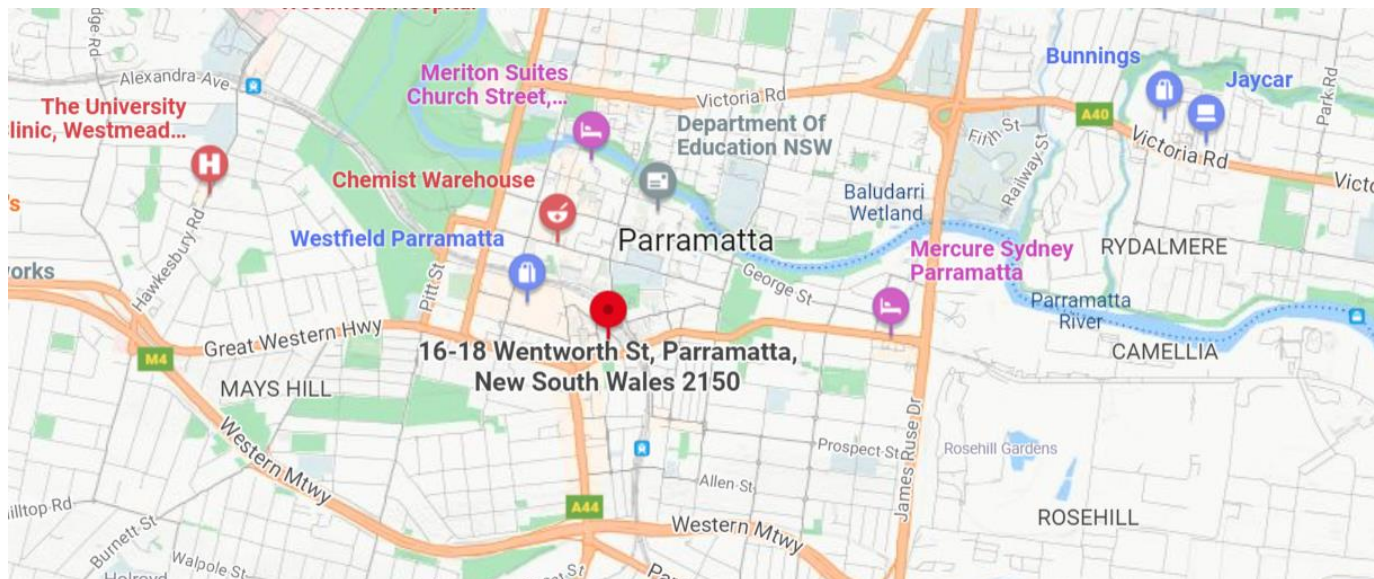 Westmead Hospital
Alexandra Ave
The University
Clinic, Westmead...
Meriton Suites
Church Street,...
Victoria Rd
Department Of
Education NSW
Fifth St
Railway St
A40
Bunnings
Jaycar
Park Rd
Victoria Rd
Chemist Warehouse
Westfield Parramatta
Parramatta
Baludarri
Wetland
Mercure Sydney
Parramatta
RYDALMERE
Hawkesbury Rd
Pitt St
George St
Parramatta
River
CAMELLIA
Great Western Hwy
M4
MAYS HILL
16-18 Wentworth St, Parramatta,
New South Wales 2150
Western Mtwy
Prospect St
Allen St
James Ruse Dr
Rosehill Gardens
ROSEHILL
A44
Western Mtwy
Burnett St
Walpole St